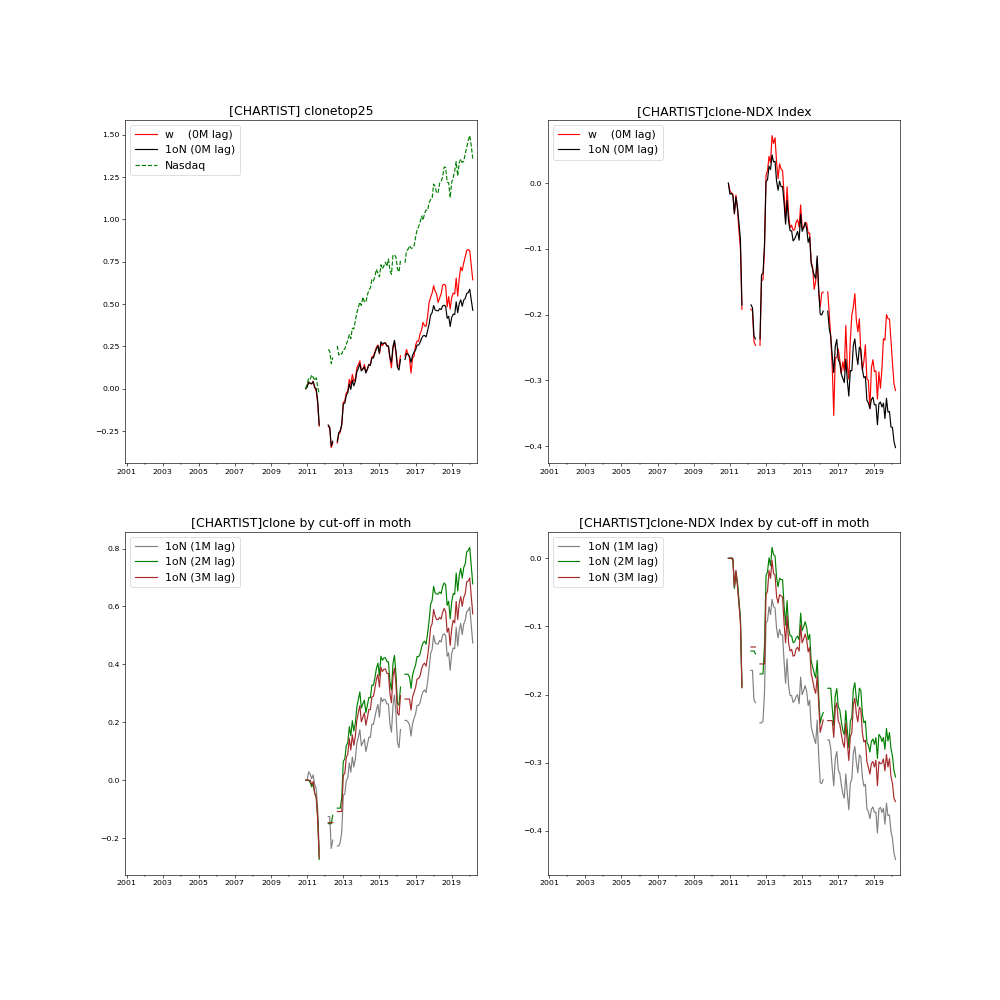 [CHARTIST] clonetop25
w    (0M lag)
1oN (0M lag)
Nasdaq
1.50
1.25
1.00
0.75
0.50
0.25
0.00
−0.25
2001 2003 2005 2007 2009 2011 2013 2015 2017 2019
[CHARTIST]clone-NDX Index
w    (0M lag)
1oN (0M lag)
0.0
−0.1
−0.2
−0.3
−0.4
2001 2003 2005 2007 2009 2011 2013 2015 2017 2019
[CHARTIST]clone by cut-off in moth
1oN (1M lag)
1oN (2M lag)
1oN (3M lag)
0.8
0.6
0.4
0.2
0.0
−0.2
2001 2003 2005 2007 2009 2011 2013 2015 2017 2019
[CHARTIST]clone-NDX Index by cut-off in moth
1oN (1M lag)
1oN (2M lag)
1oN (3M lag)
0.0
−0.1
−0.2
−0.3
−0.4
2001 2003 2005 2007 2009 2011 2013 2015 2017 2019